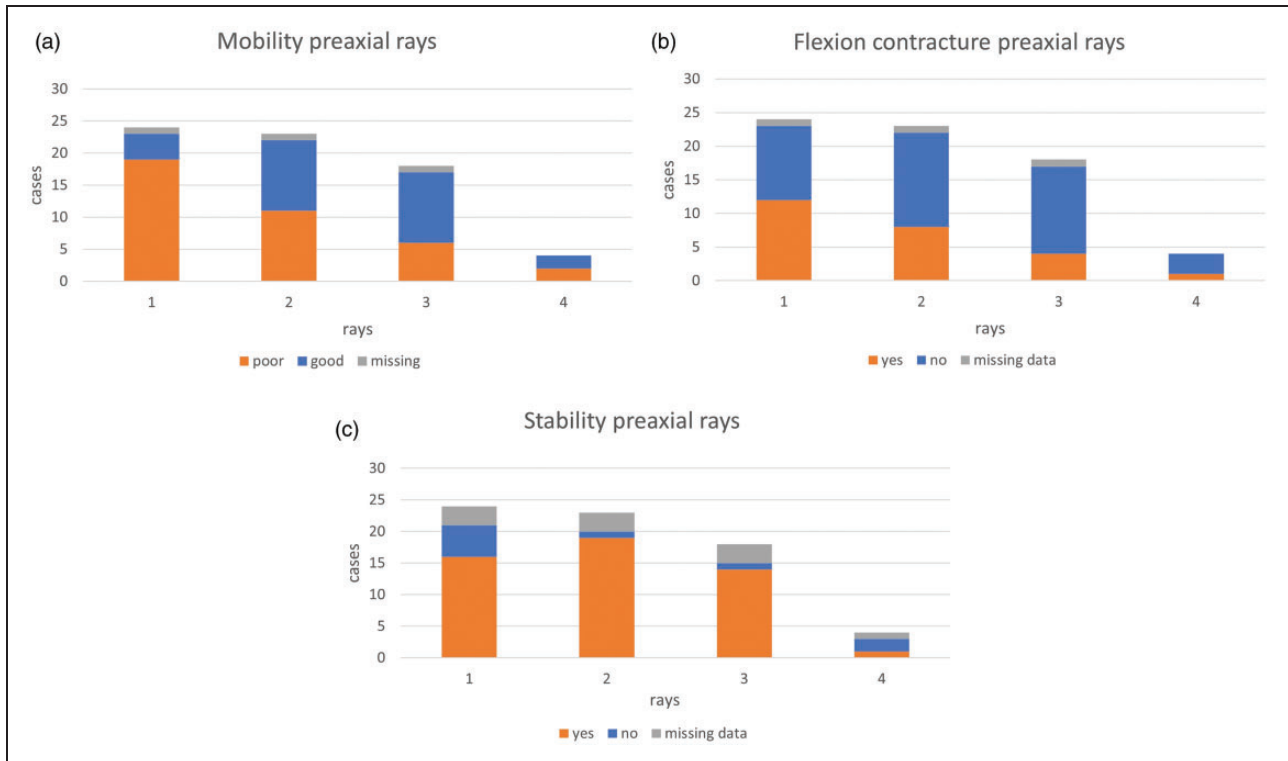 (a)
Mobility preaxial rays
30
25
20
15
10
5
0
cases
1 2 3 4
rays
poor good missing
(b)
Flexion contracture preaxial rays
30
25
20
15
10
5
0
cases
1 2 3 4
rays
yes no missing data
(c)
Stability preaxial rays
30
25
20
15
10
5
0
cases
1 2 3 4
rays
yes no missing data